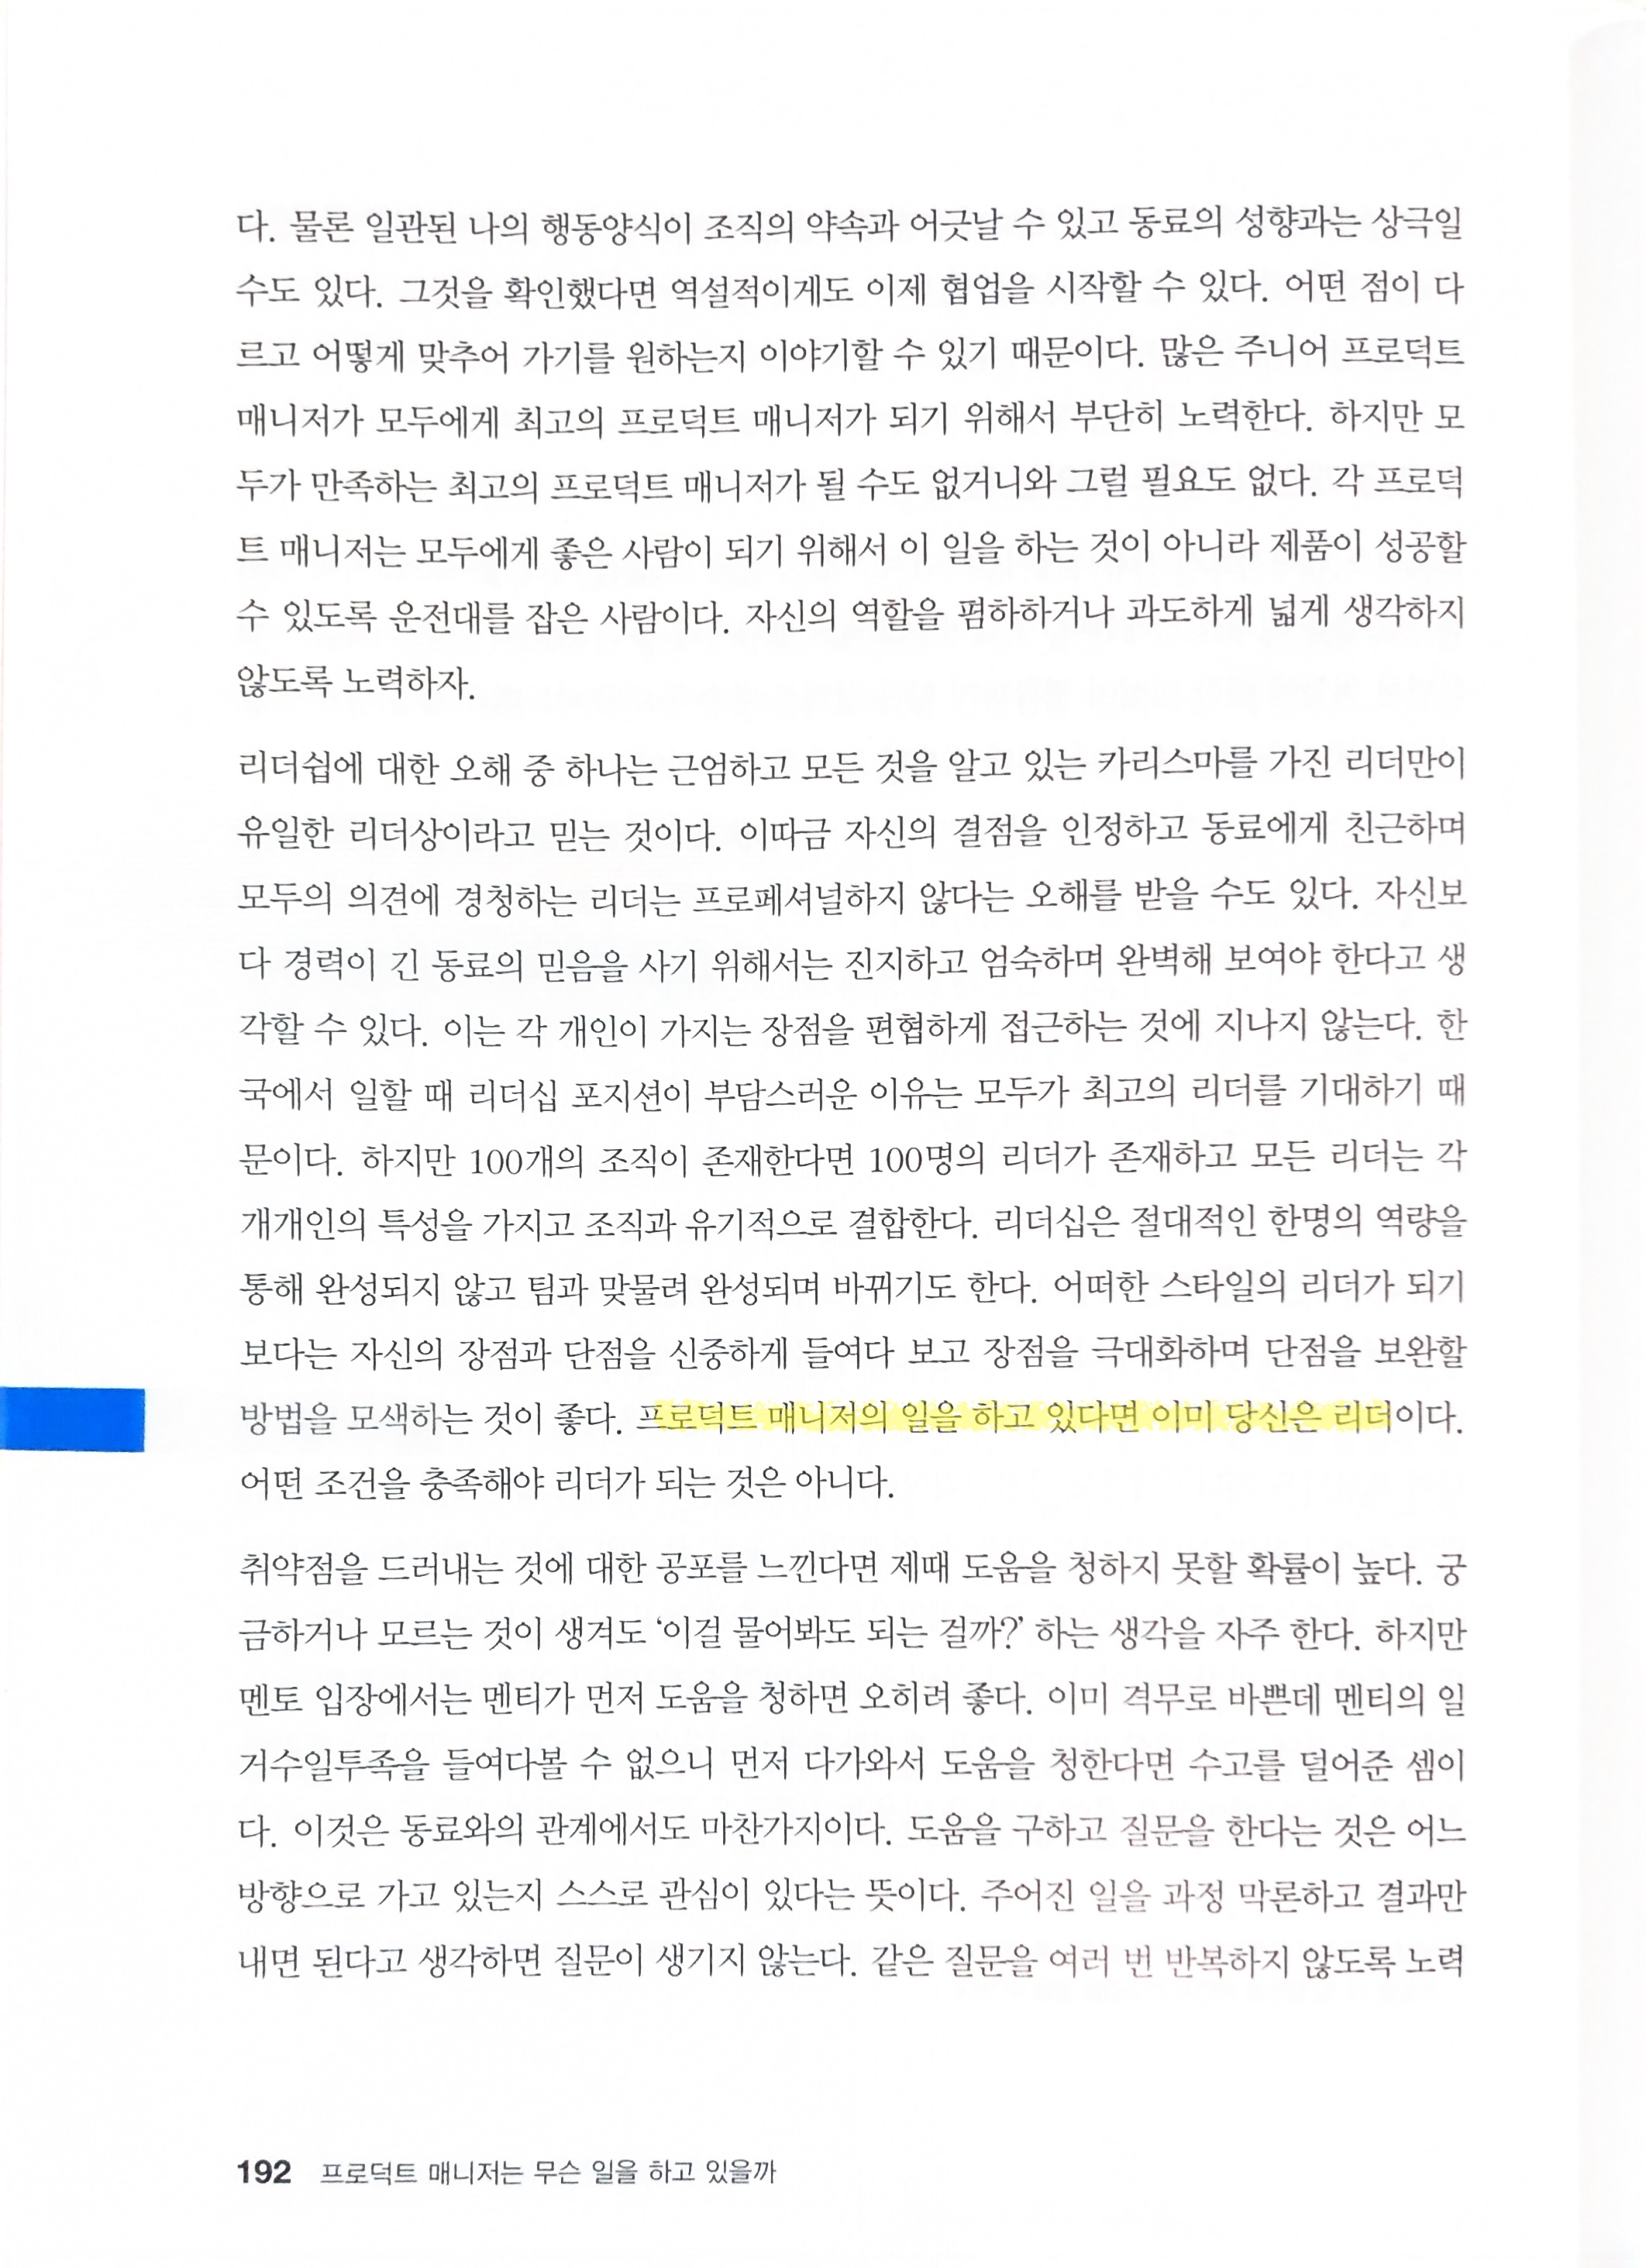 다. 물론 일관된 나의 행동양식이 조직의 약속과 어긋날 수 있고 동료의 성향과는 상극일
수도 있다. 그것을 확인했다면 역설적이게도 이제 협업을 시작할 수 있다. 어떤 점이 다
르고 어떻게 맞추어 가기를 원하는지 이야기할 수 있기 때문이다. 많은 주니어 프로덕트
매니저가 모두에게 최고의 프로덕트 매니저가 되기 위해서 부단히 노력한다. 하지만 모
두가 만족하는 최고의 프로덕트 매니저가 될 수도 없거니와 그럴 필요도 없다. 각 프로덕
트 매니저는 모두에게 좋은 사람이 되기 위해서 이 일을 하는 것이 아니라 제품이 성공할
수 있도록 운전대를 잡은 사람이다. 자신의 역할을 폄하하거나 과도하게 넓게 생각하지
않도록 노력하자.
리더쉽에 대한 오해 중 하나는 근엄하고 모든 것을 알고 있는 카리스마를 가진 리더만이
유일한 리더상이라고 믿는 것이다. 이따금 자신의 결점을 인정하고 동료에게 친근하며
모두의 의견에 경청하는 리더는 프로페셔널하지 않다는 오해를 받을 수도 있다. 자신보
다 경력이 긴 동료의 믿음을 사기 위해서는 진지하고 엄숙하며 완벽해 보여야 한다고 생
각할 수 있다. 이는 각 개인이 가지는 장점을 편협하게 접근하는 것에 지나지 않는다. 한
국에서 일할 때 리더십 포지션이 부담스러운 이유는 모두가 최고의 리더를 기대하기 때
문이다. 하지만 100개의 조직이 존재한다면 100명의 리더가 존재하고 모든 리더는 각
개개인의 특성을 가지고 조직과 유기적으로 결합한다. 리더십은 절대적인 한명의 역량을
통해 완성되지 않고 팀과 맞물려 완성되며 바뀌기도 한다. 어떠한 스타일의 리더가 되기
보다는 자신의 장점과 단점을 신중하게 들여다 보고 장점을 극대화하며 단점을 보완할
방법을 모색하는 것이 좋다. 프로덕트 매니저의 일을 하고 있다면 이미 당신은 리더이다.
어떤 조건을 충족해야 리더가 되는 것은 아니다.
취약점을 드러내는 것에 대한 공포를 느낀다면 제때 도움을 청하지 못할 확률이 높다. 궁
금하거나 모르는 것이 생겨도 ‘이걸 물어봐도 되는 걸까?’ 하는 생각을 자주 한다. 하지만
멘토 입장에서는 멘티가 먼저 도움을 청하면 오히려 좋다. 이미 격무로 바쁜데 멘티의 일
거수일투족을 들여다볼 수 없으니 먼저 다가와서 도움을 청한다면 수고를 덜어준 셈이
다. 이것은 동료와의 관계에서도 마찬가지이다. 도움을 구하고 질문을 한다는 것은 어느
방향으로 가고 있는지 스스로 관심이 있다는 뜻이다. 주어진 일을 과정 막론하고 결과만
내면 된다고 생각하면 질문이 생기지 않는다. 같은 질문을 여러 번 반복하지 않도록 노력
192 프로덕트 매니저는 무슨 일을 하고 있을까